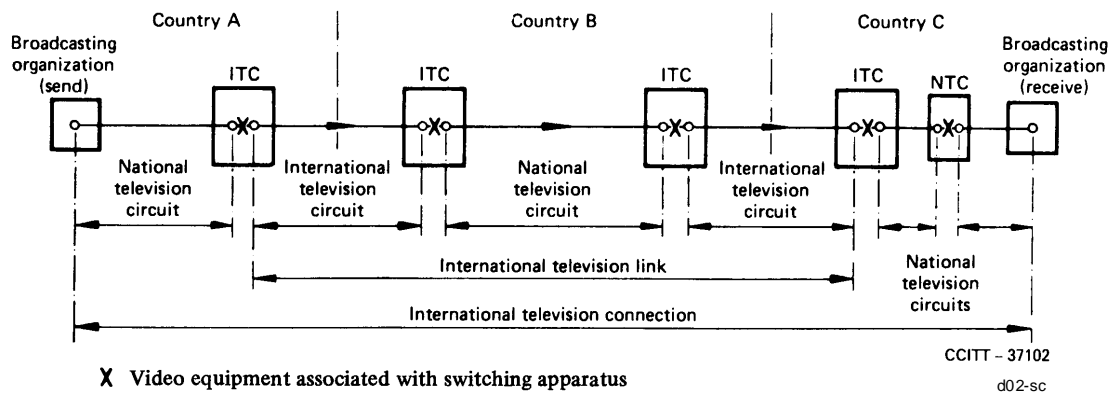 Country A
Country B
Country C
Broadcasting
organization
(send)
ITC
ITC
ITC
ITC
NTC
Broadcasting
organization
(receive)
National
television
circuit
International
television
circuit
National
television
circuit
International
television
circuit
International television link
National
television
circuits
International television connection
CCITT – 37102
X Video equipment associated with switching apparatus
d02-sc